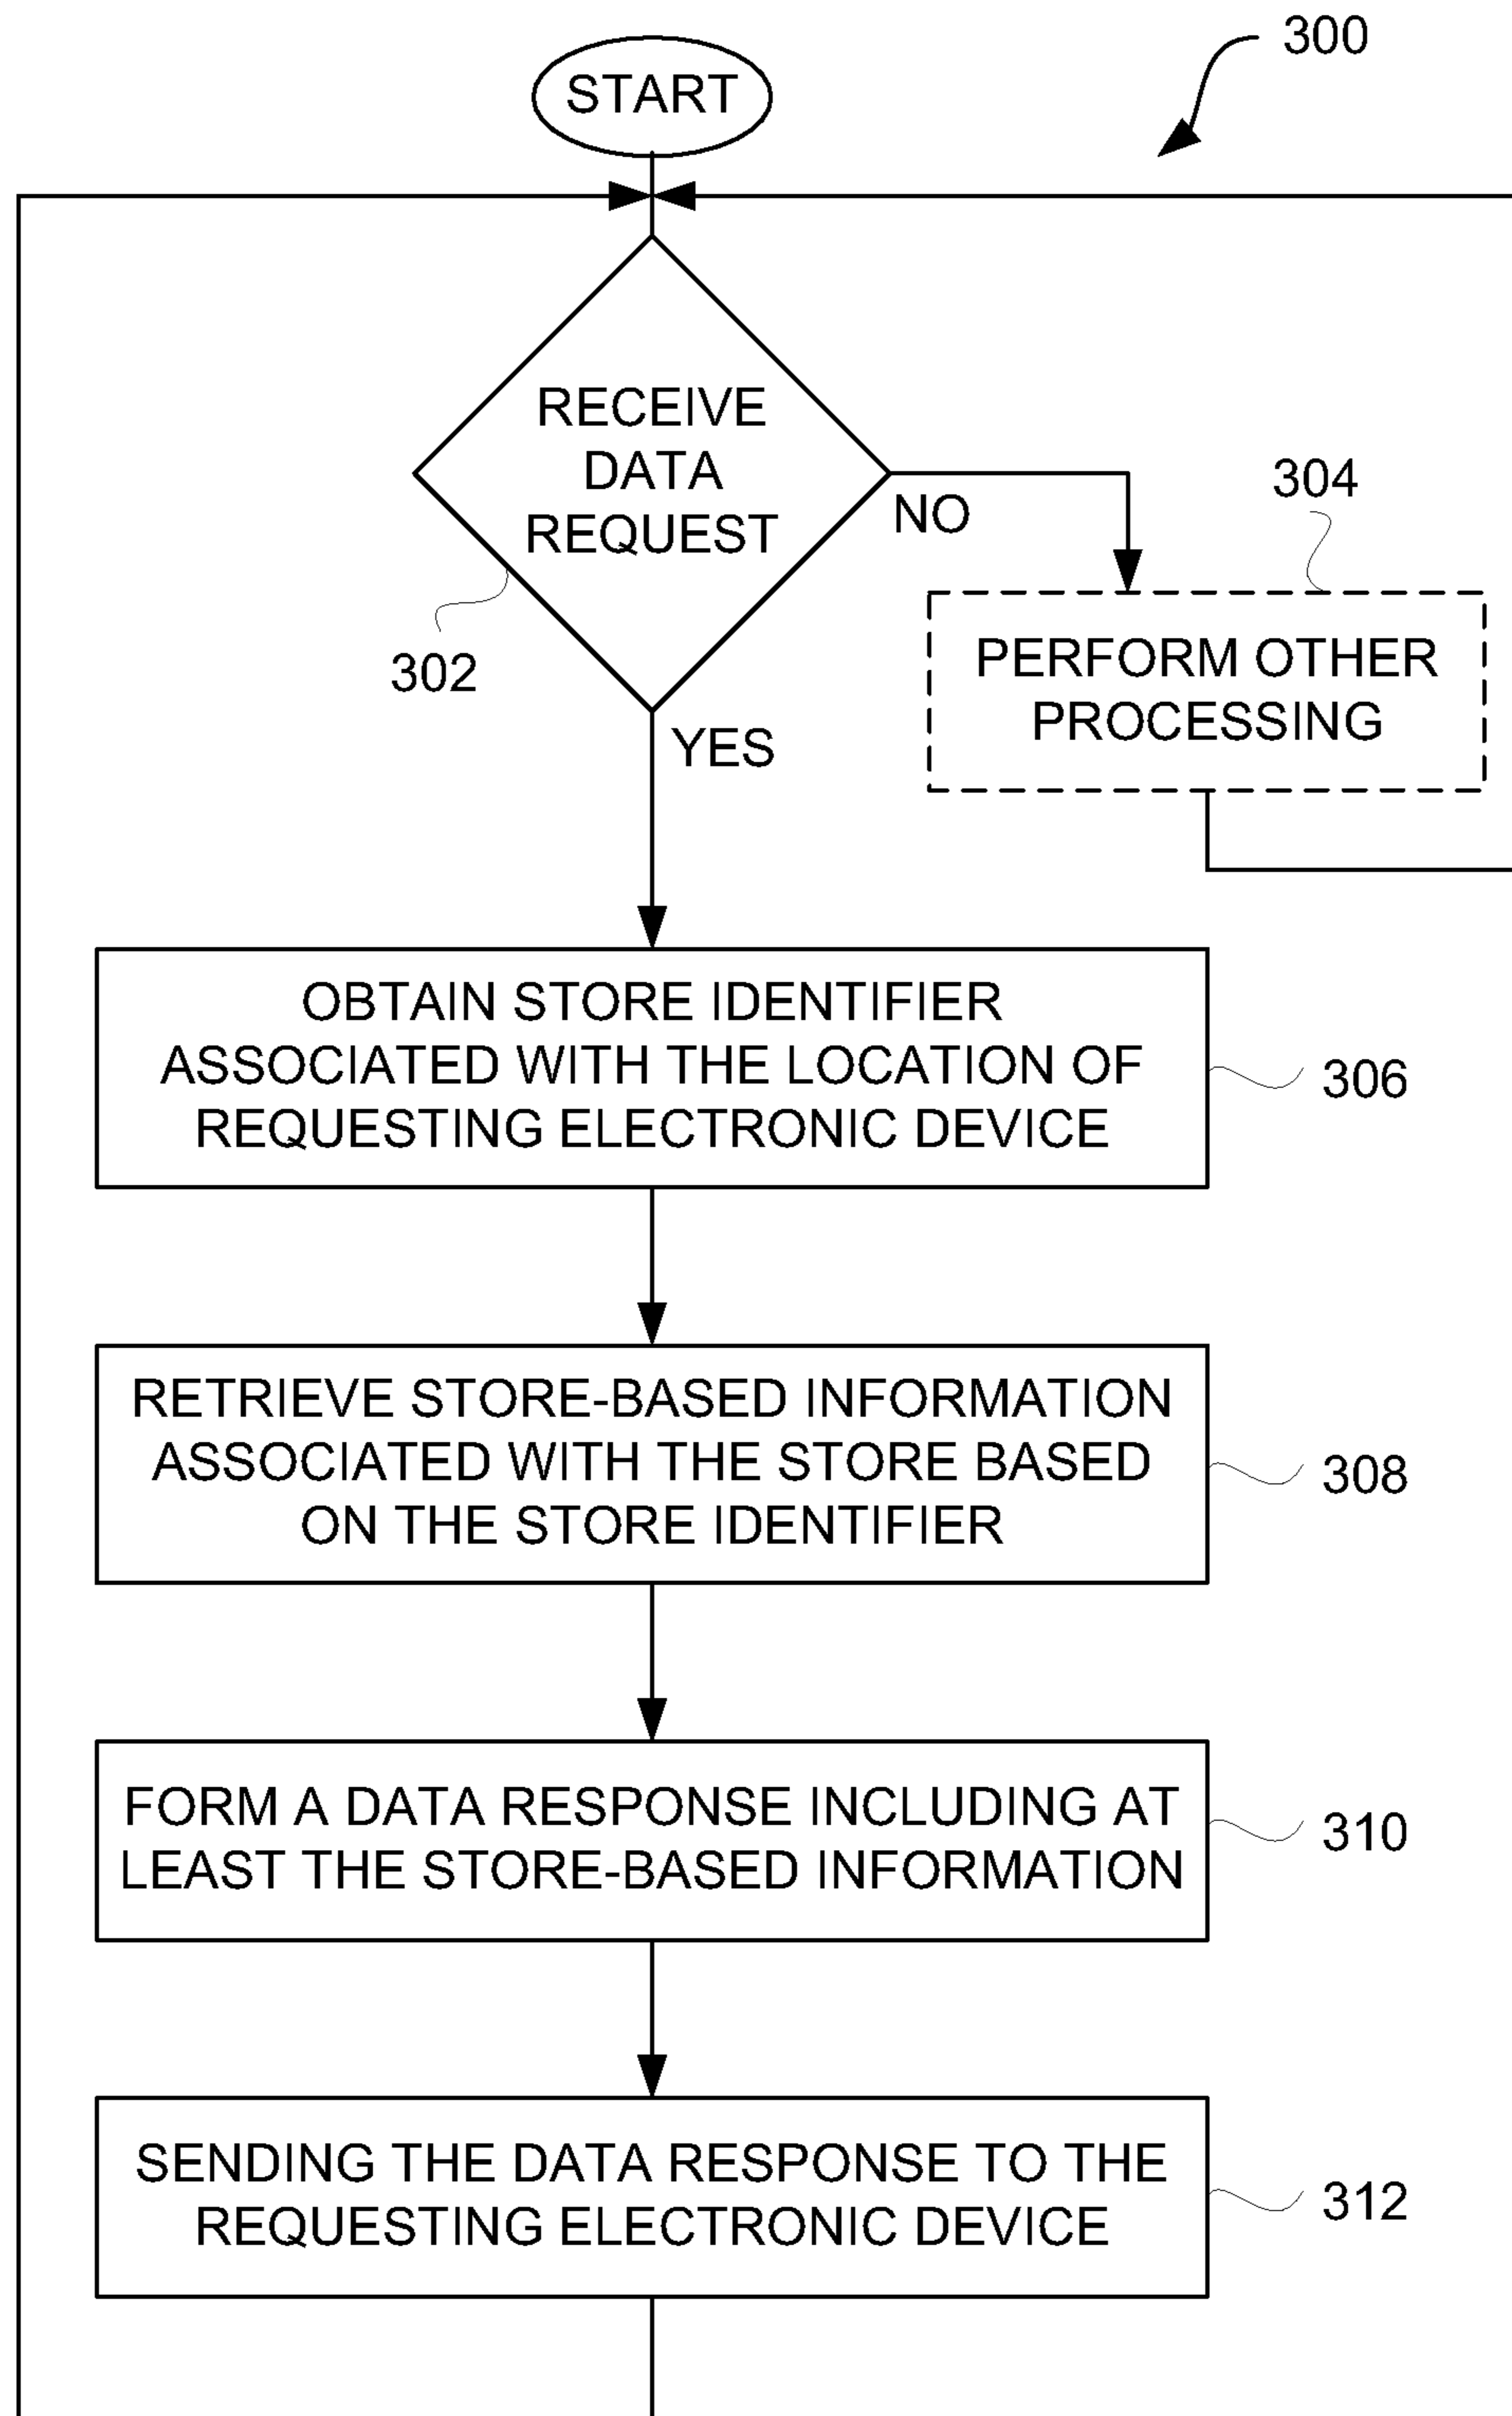 300
START
RECEIVE
DATA
REQUEST
NO
304
302
PERFORM OTHER
PROCESSING
YES
OBTAIN STORE IDENTIFIER
ASSOCIATED WITH THE LOCATION OF
REQUESTING ELECTRONIC DEVICE
306
RETRIEVE STORE-BASED INFORMATION
ASSOCIATED WITH THE STORE BASED
ON THE STORE IDENTIFIER
308
FORM A DATA RESPONSE INCLUDING AT
LEAST THE STORE-BASED INFORMATION
310
SENDING THE DATA RESPONSE TO THE
REQUESTING ELECTRONIC DEVICE
312